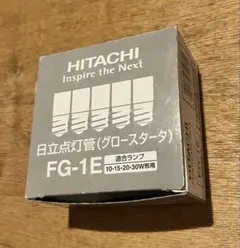 HITACHI
Inspire the Next
日立点灯管(グロースタータ)
FG-1E
適合ランプ
10・15・20・30W形用